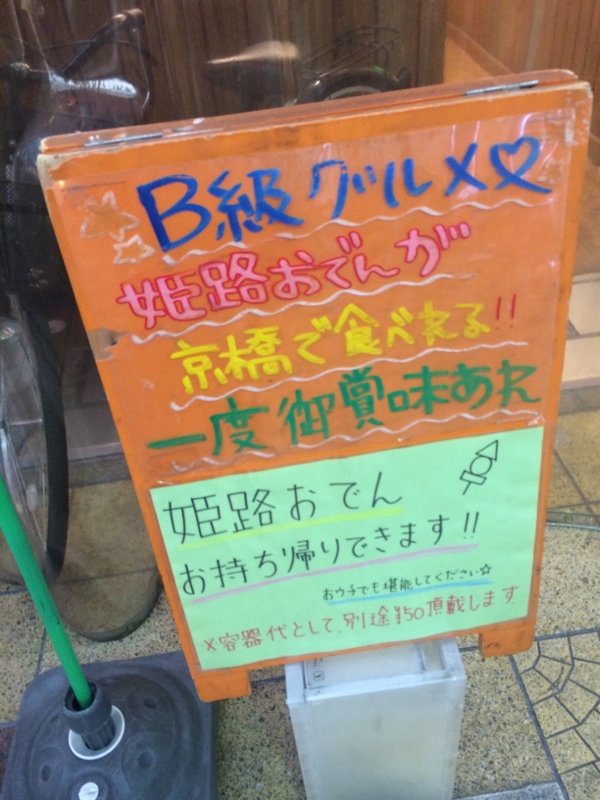 B級グルメ♡
姫路おでんが
京橋で食べれる!!
一度御賞味あれ
姫路おでん
お持ち帰りできます!!
おウチでも堪能してください☆
※容器代として、別途¥50頂戴します